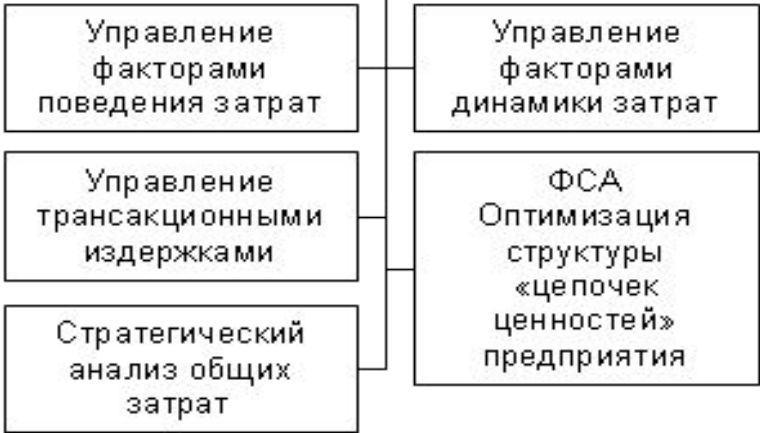 Управление
факторами
поведения затрат
Управление
факторами
динамики затрат
Управление
трансакционными
издержками
ФСА
Оптимизация
структуры
«цепочек
ценностей»
предприятия
Стратегический
анализ общих
затрат